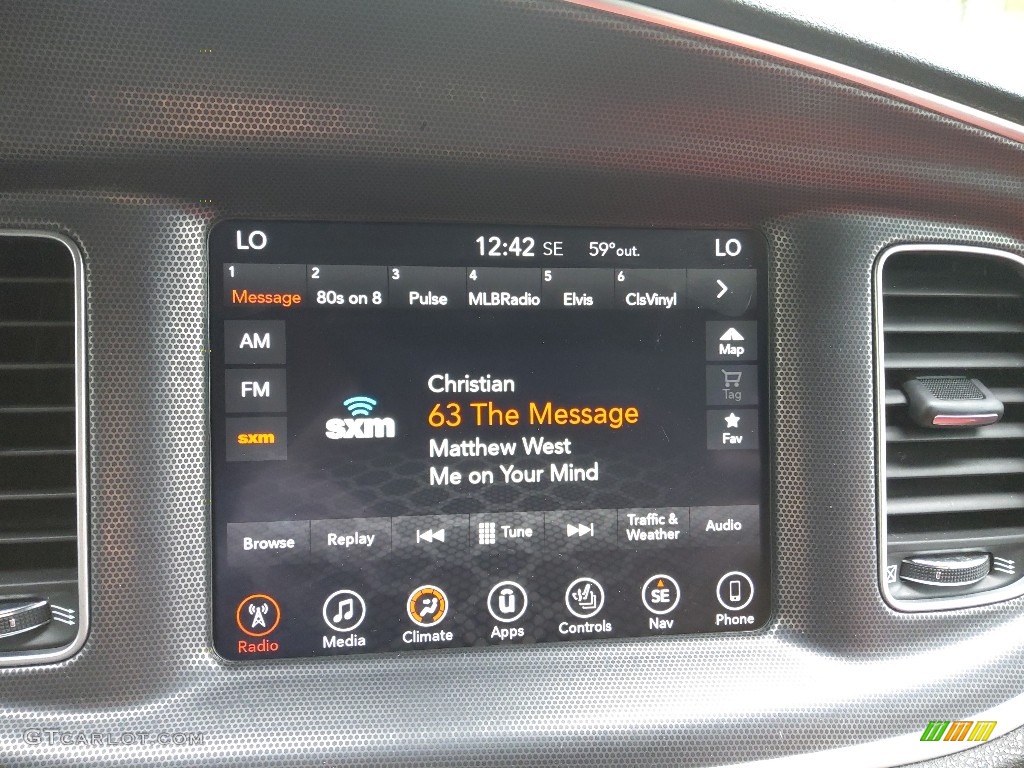 LO 12:42 SE 59° out. LO
1 2 3 4 5 6
Message 80s on 8 Pulse MLBRadio Elvis ClsVinyl
AM
Map
FM
Tag
sxm
Fav
sxm
Christian
63 The Message
Matthew West
Me on Your Mind
Browse Replay Tune Traffic & Weather Audio
SE
Radio Media Climate Apps Controls Nav Phone
GTCARLOT.COM